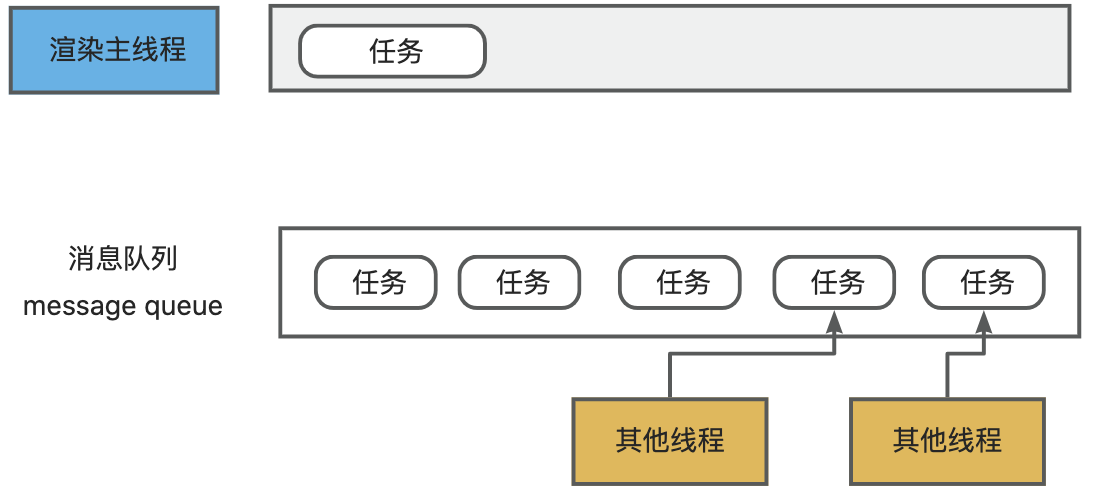 渲染主线程
任务
消息队列
message queue
任务
任务
任务
任务
任务
其他线程
其他线程